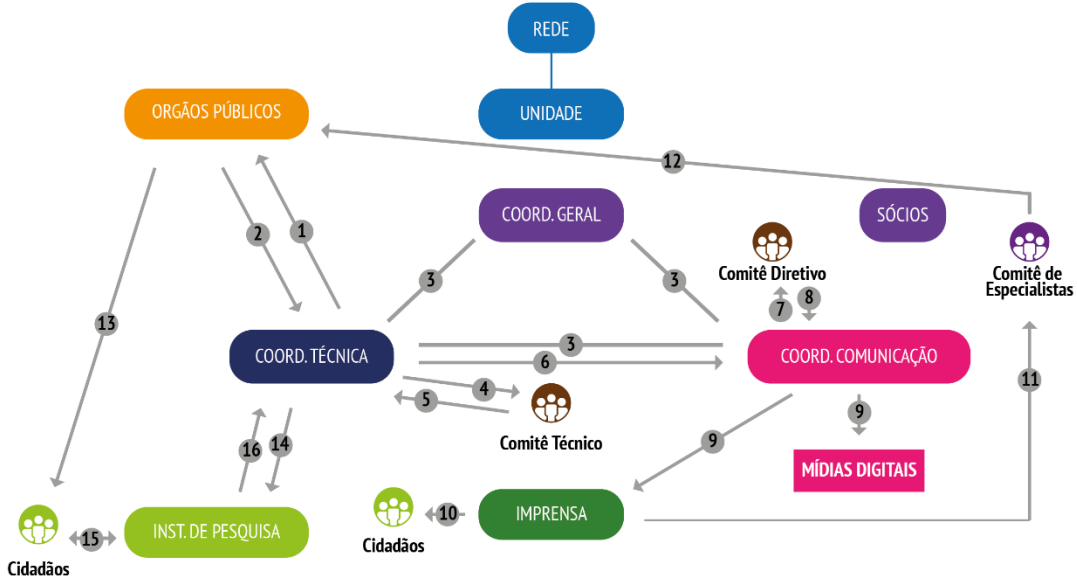 REDE
ORGÃOS PÚBLICOS
UNIDADE
12
COORD. GERAL
SÓCIOS
2
1
Comitê Diretivo
Comitê de
Especialistas
3
3
7
8
13
COORD. TÉCNICA
3
6
COORD. COMUNICAÇÃO
11
4
5
Comitê Técnico
9
9
16
14
MÍDIAS DIGITAIS
Cidadãos
15
INST. DE PESQUISA
Cidadãos
10
IMPRENSA